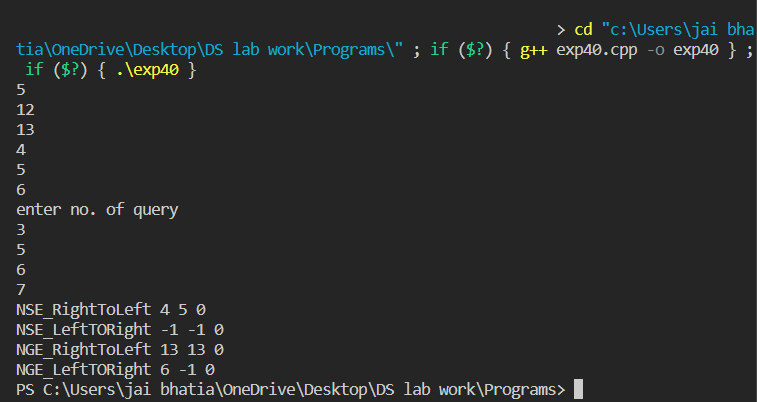 > cd "c:\Users\jai bha
tia\OneDrive\Desktop\DS lab work\Programs\" ; if ($?) { g++ exp40.cpp -o exp40 } ;
if ($?) { .\exp40 }
5
12
13
4
5
6
enter no. of query
3
5
6
7
NSE_RightToLeft 4 5 0
NSE_LeftTORight -1 -1 0
NGE_RightToLeft 13 13 0
NGE_LeftTORight 6 -1 0
PS C:\Users\jai bhatia\OneDrive\Desktop\DS lab work\Programs>